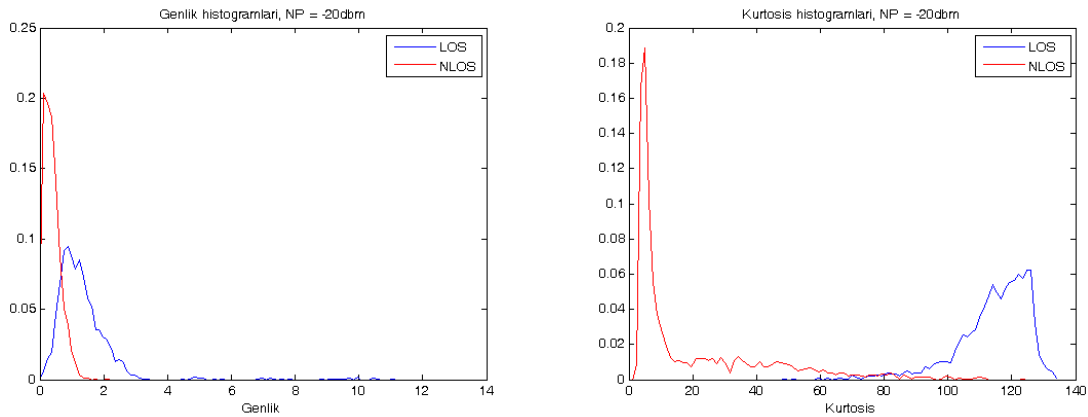 Genlik histogramlari, NP = -20dbm
0.25
0.2
0.15
0.1
0.05
0
0 2 4 6 8 10 12 14
Genlik
LOS
NLOS
Kurtosis histogramlari, NP = -20dbm
0.2
0.18
0.16
0.14
0.12
0.1
0.08
0.06
0.04
0.02
0
0 20 40 60 80 100 120 140
Kurtosis
LOS
NLOS